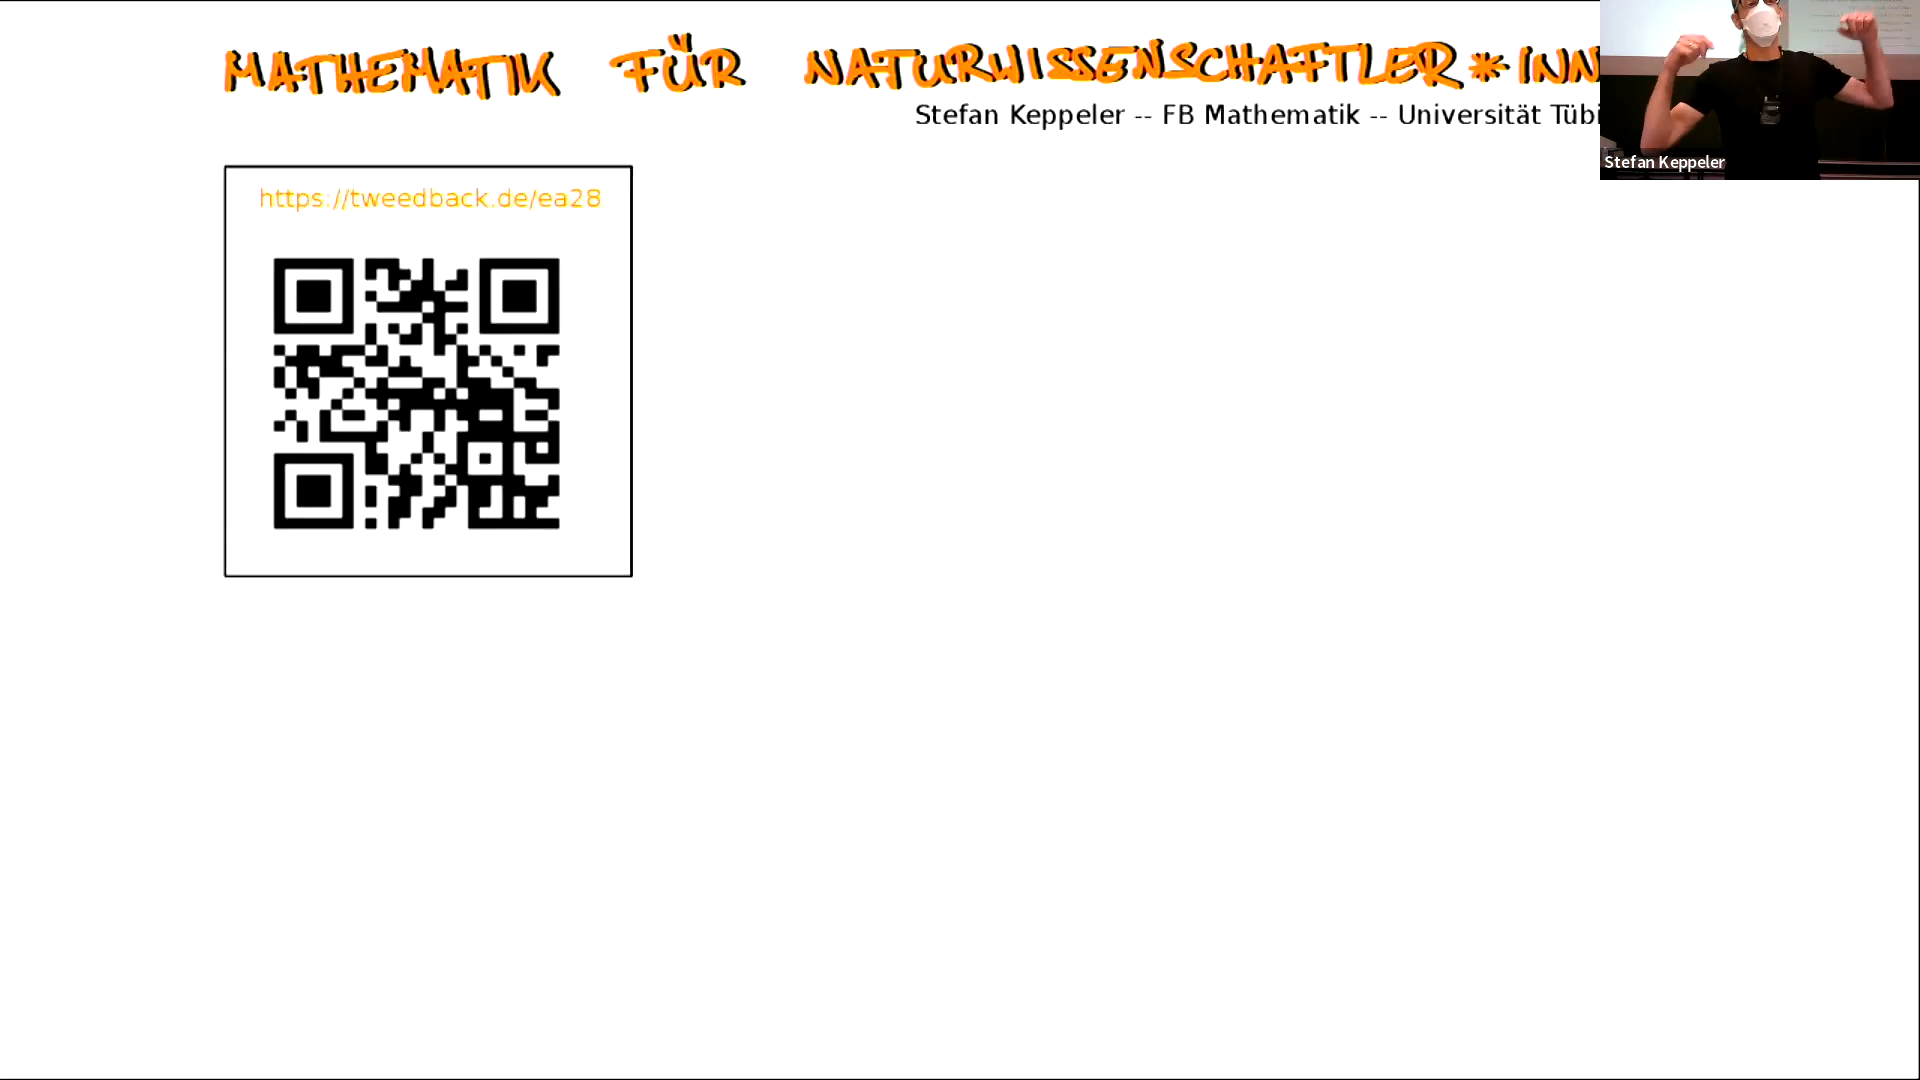 MATHEMATIK FÜR NATURWISSENSCHAFTLER*INN
Stefan Keppeler -- FB Mathematik -- Universität Tübi
Stefan Keppeler
https://tweedback.de/ea28